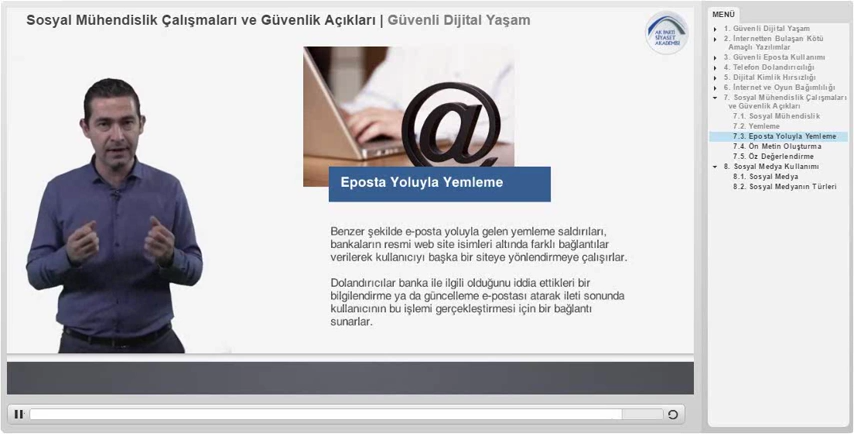 Sosyal Mühendislik Çalışmaları ve Güvenlik Açıkları | Güvenli Dijital Yaşam
AK PARTİ
SİYASET
AKADEMİSİ
@
Eposta Yoluyla Yemleme
Benzer şekilde e-posta yoluyla gelen yemleme saldırıları,
bankaların resmi web site isimleri altında farklı bağlantılar
verilerek kullanıcıyı başka bir siteye yönlendirmeye çalışırlar.
Dolandırıcılar banka ile ilgili olduğunu iddia ettikleri bir
bilgilendirme ya da güncelleme e-postası atarak ileti sonunda
kullanıcının bu işlemi gerçekleştirmesi için bir bağlantı
sunarlar.
MENÜ
1. Güvenli Dijital Yaşam
2. İnternetten Bulaşan Kötü
Amaçlı Yazılımlar
3. Güvenli Eposta Kullanımı
4. Telefon Dolandırıcılığı
5. Dijital Kimlik Hırsızlığı
6. İnternet ve Oyun Bağımlılığı
7. Sosyal Mühendislik Çalışmaları
ve Güvenlik Açıkları
7.1. Sosyal Mühendislik
7.2. Yemleme
7.3. Eposta Yoluyla Yemleme
7.4. Ön Metin Oluşturma
7.5. Öz Değerlendirme
8. Sosyal Medya Kullanımı
8.1. Sosyal Medya
8.2. Sosyal Medyanın Türleri